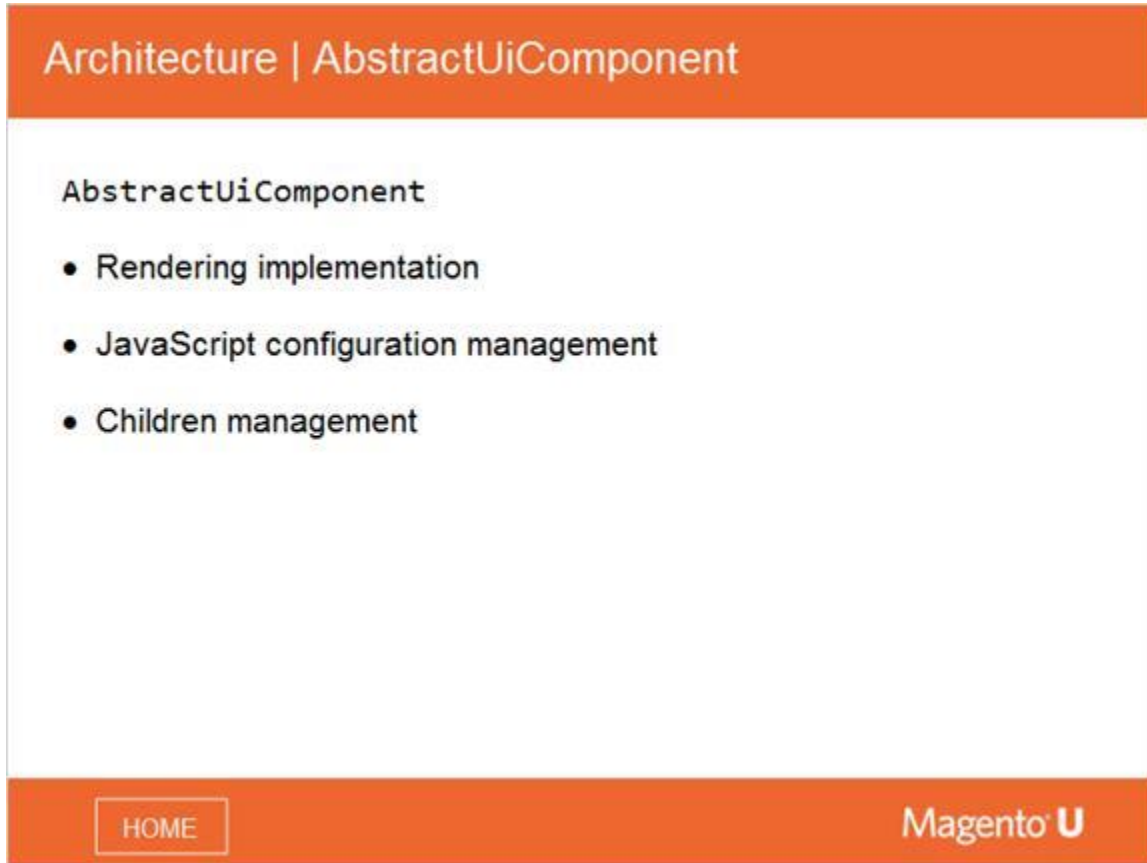 Architecture | AbstractUiComponent
AbstractUiComponent
• Rendering implementation
• JavaScript configuration management
• Children management
HOME
Magento U